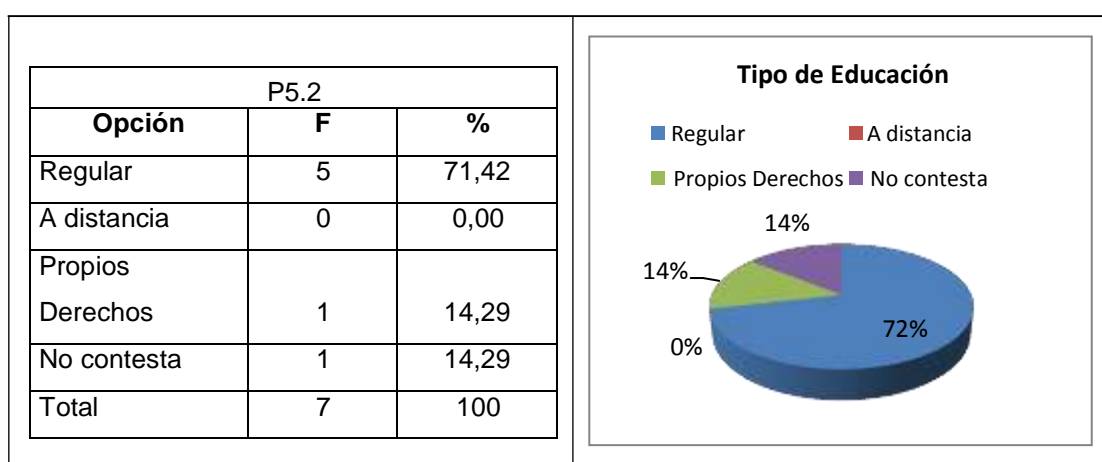 P5.2
Opción F %
Regular 5 71,42
A distancia 0 0,00
Propios
Derechos 1 14,29
No contesta 1 14,29
Total 7 100
Tipo de Educación
Regular A distancia
Propios Derechos No contesta
14%
14%
72%
0%